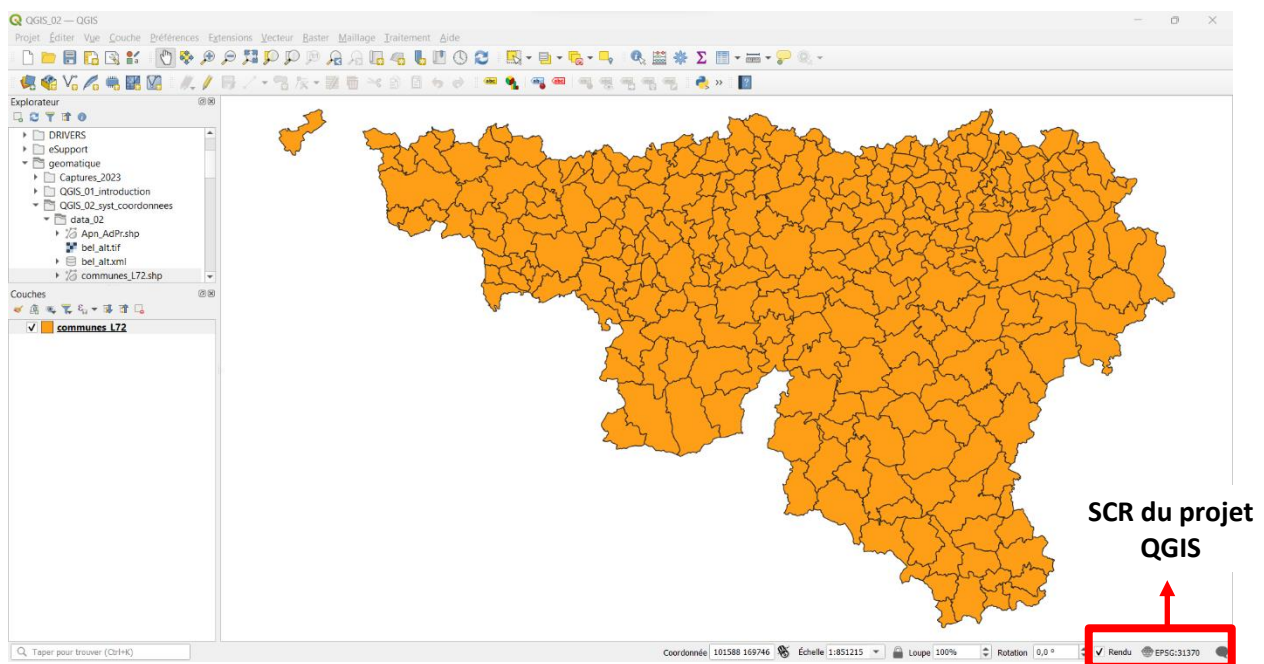 QGIS_02 — QGIS
Projet Éditer Vue Couche Préférences Extensions Vecteur Raster Maillage Traitement Aide
Explorateur
DRIVERS
eSupport
geomatique
Captures_2023
QGIS_01_introduction
QGIS_02_syst_coordonnees
data_02
Apn_AdPr.shp
bel_alt.tif
bel_alt.xml
communes_L72.shp
Couches
communes L72
SCR du projet
QGIS
Taper pour trouver (Ctrl+K)
Coordonnée 101588 169746 Échelle 1:851215 Loupe 100% Rotation 0,0 ° Rendu EPSG:31370